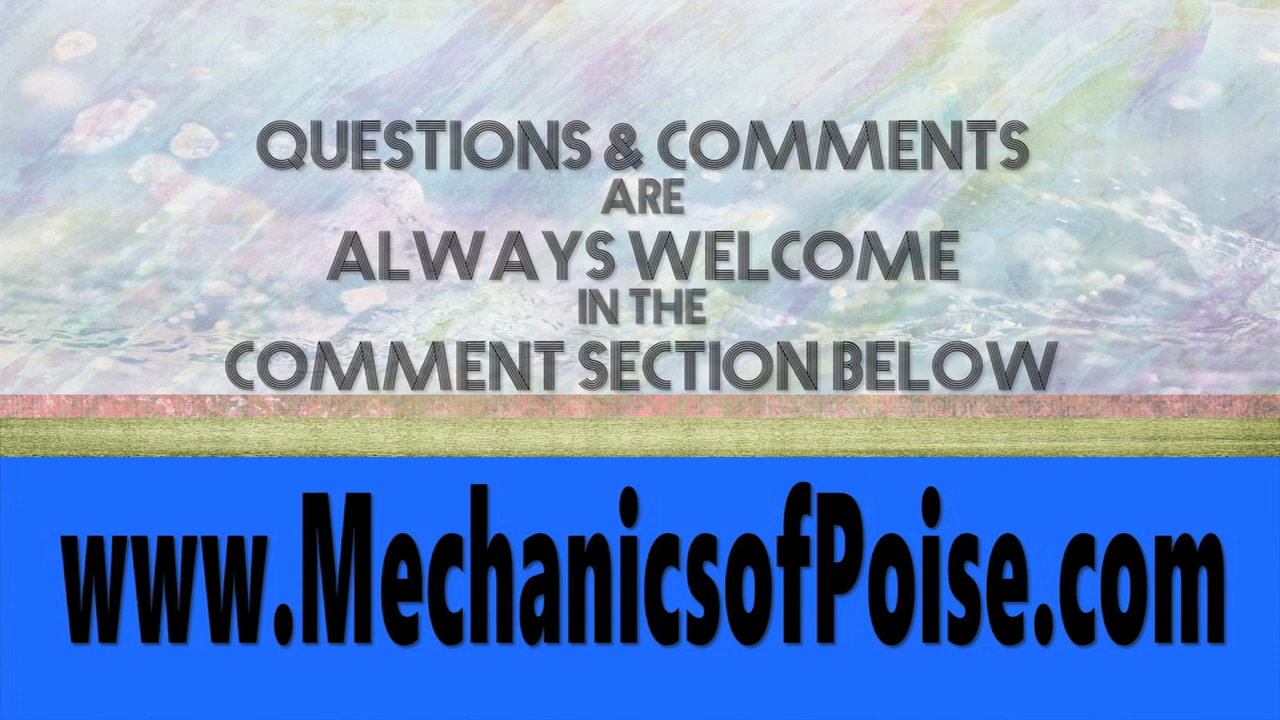 QUESTIONS & COMMENTS
ARE
ALWAYS WELCOME
IN THE
COMMENT SECTION BELOW
www.MechanicsofPoise.com